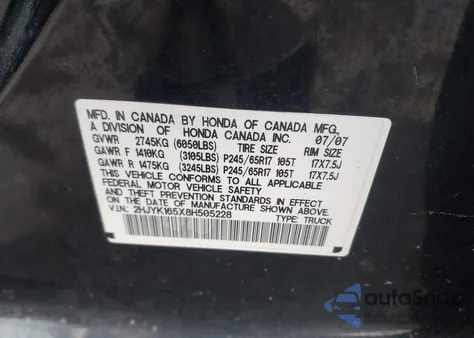 MFD. IN CANADA BY HONDA OF CANADA MFG.,
A DIVISION OF HONDA CANADA INC. 07/07
GVWR 2745KG (6050LBS) TIRE SIZE RIM SIZE
GAWR F 1410KG (3105LBS) P245/65R17 105T 17X7.5J
GAWR R 1475KG (3245LBS) P245/65R17 105T 17X7.5J
THIS VEHICLE CONFORMS TO ALL APPLICABLE
FEDERAL MOTOR VEHICLE SAFETY AND
THEFT PREVENTION STANDARDS IN EFFECT
ON THE DATE OF MANUFACTURE SHOWN ABOVE.
V.I.N: 2HJYK165X8H505228 TYPE: TRUCK
autoSnap